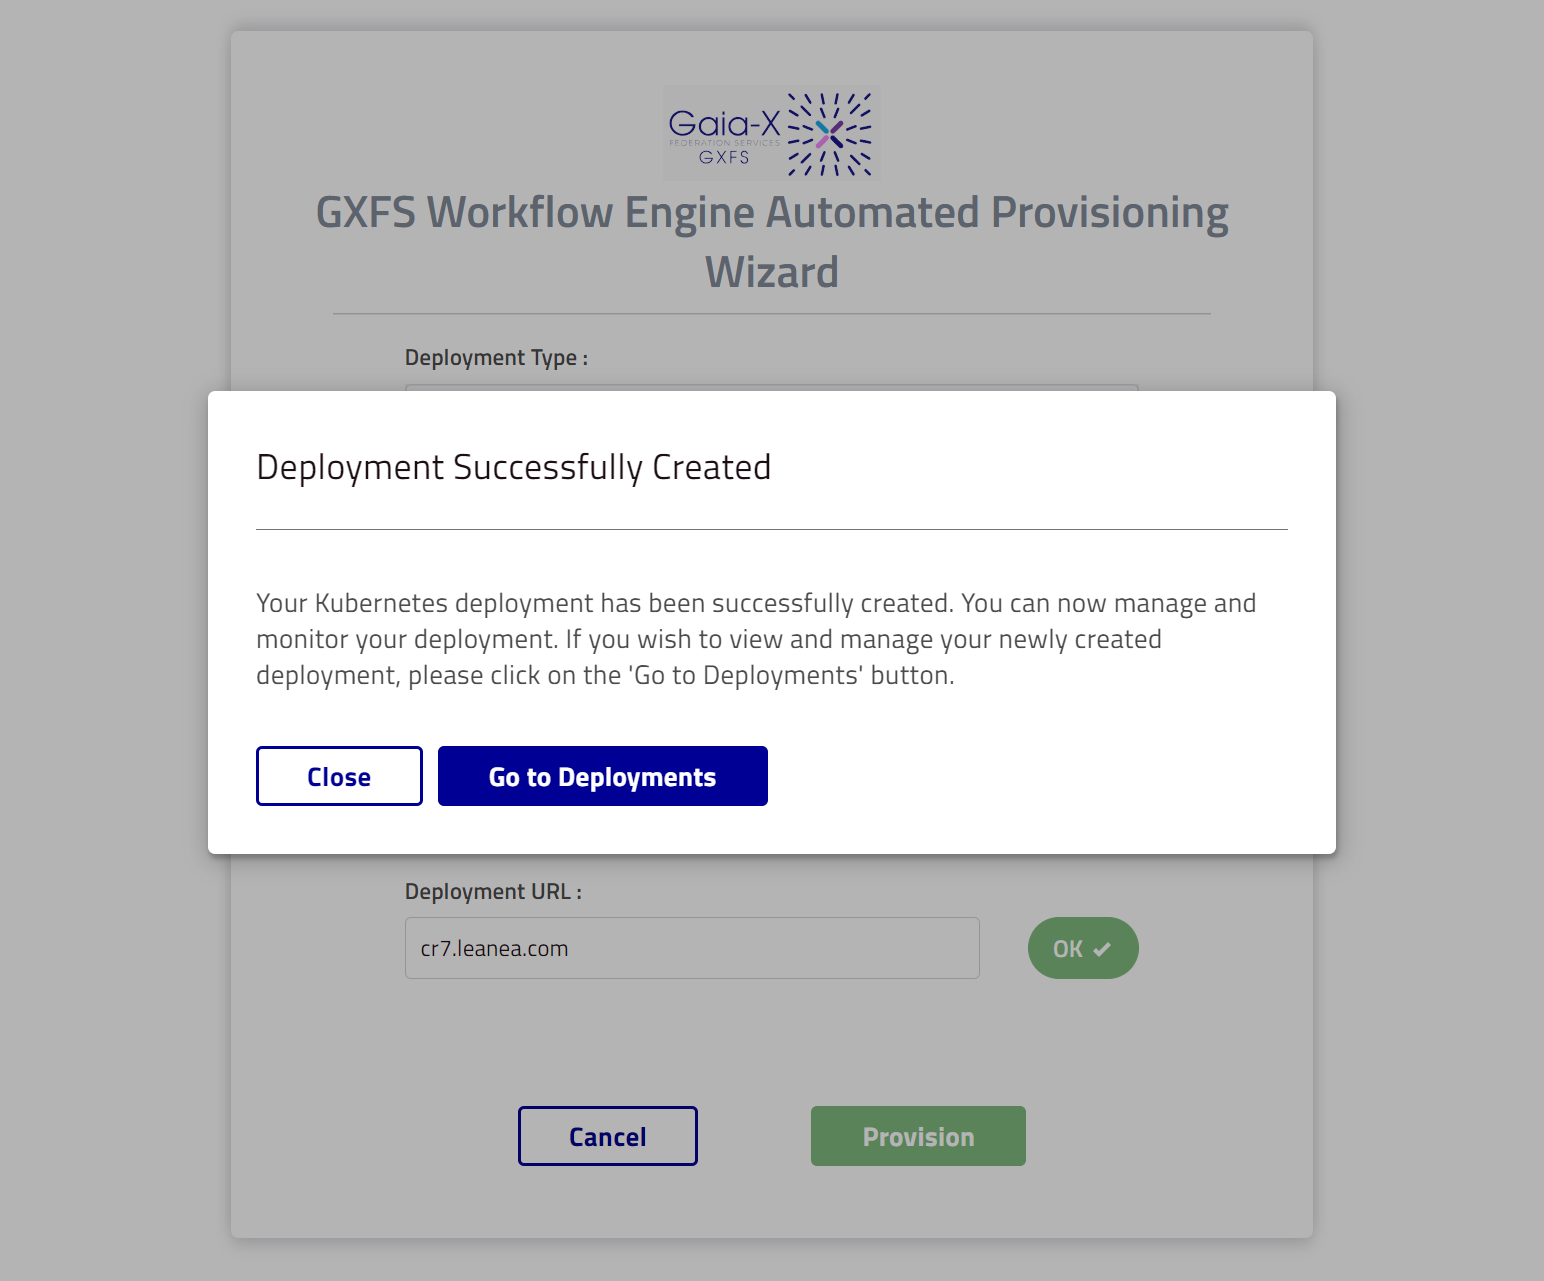 Gaia-X
FEDERATION SERVICES
GXFS
GXFS Workflow Engine Automated Provisioning
Wizard
Deployment Type :
Deployment Successfully Created
Your Kubernetes deployment has been successfully created. You can now manage and
monitor your deployment. If you wish to view and manage your newly created
deployment, please click on the 'Go to Deployments' button.
Close
Go to Deployments
Deployment URL :
cr7.leanea.com
OK
Cancel
Provision